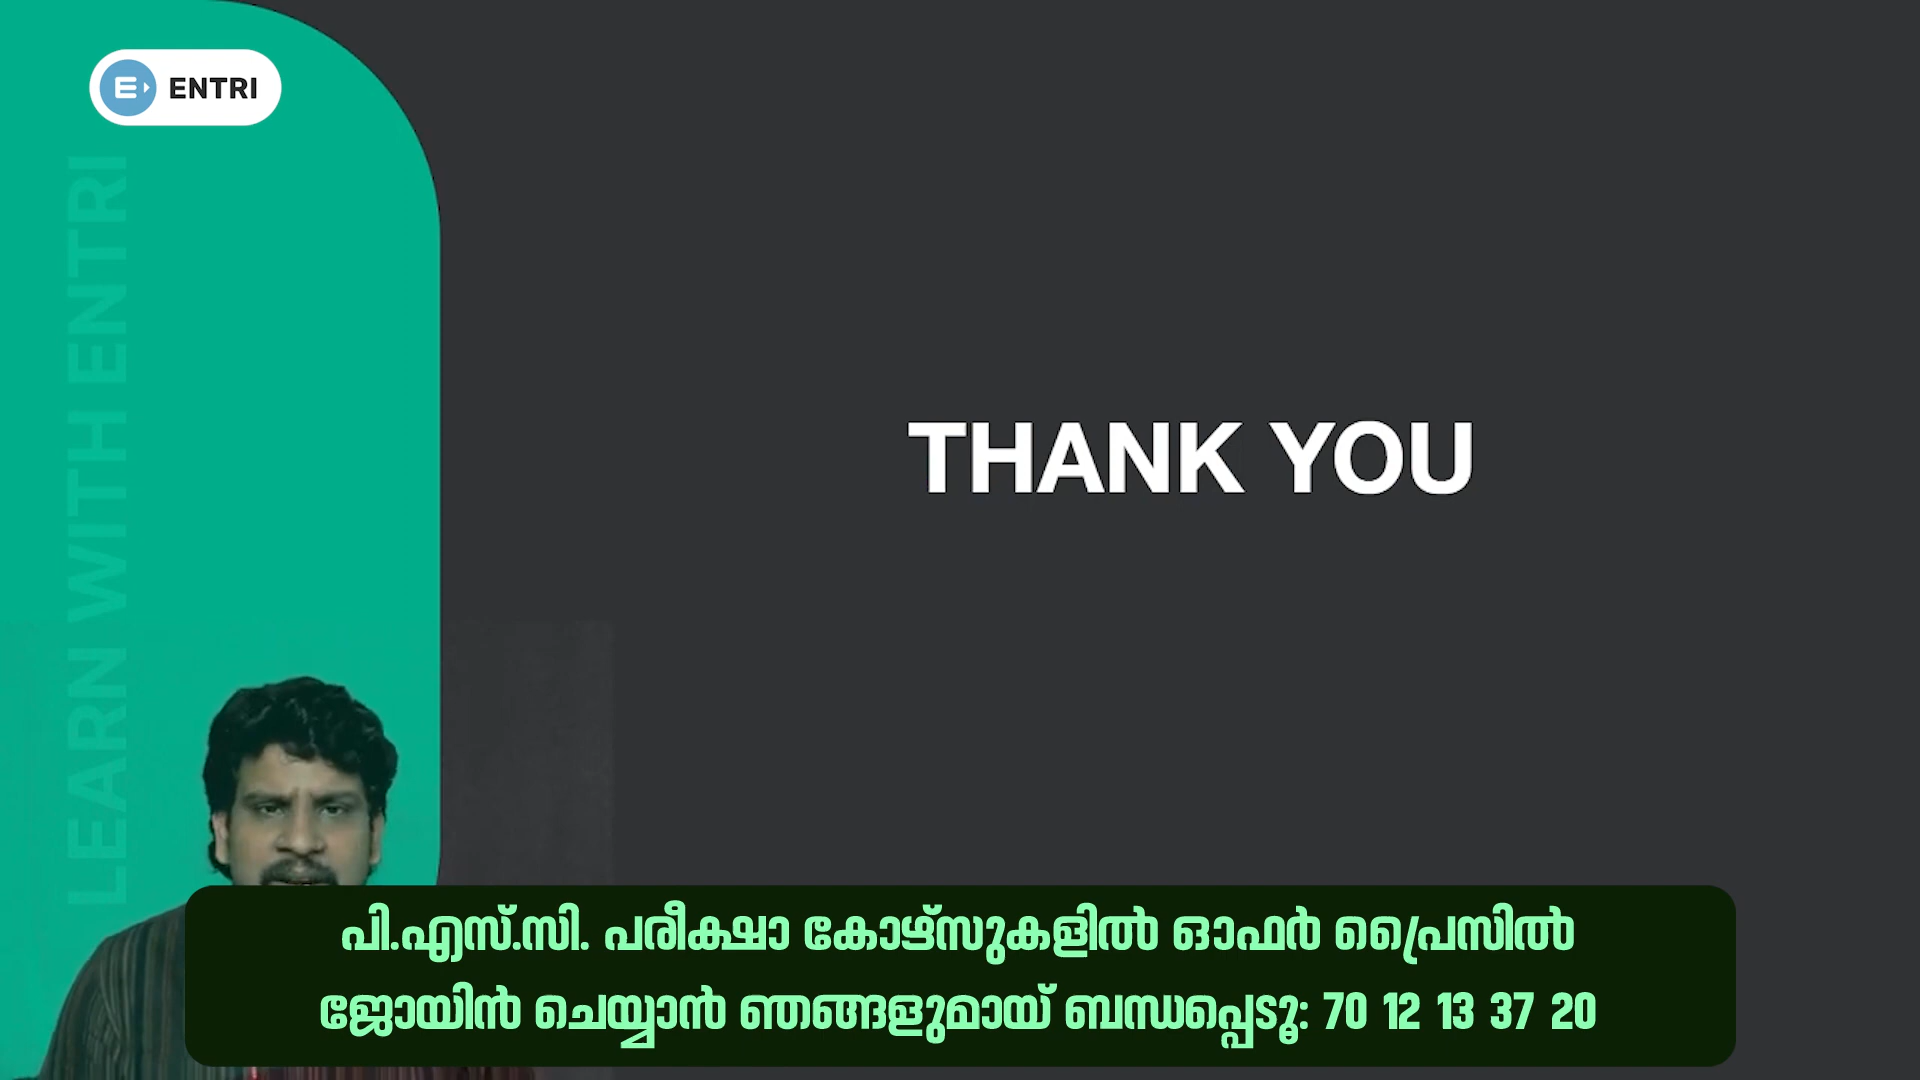 ENTRI
LEARN WITH ENTRI
THANK YOU
പി.എസ്.സി. പരീക്ഷാ കോഴ്സുകളിൽ ഓഫർ പ്രൈസിൽ
ജോയിൻ ചെയ്യാൻ ഞങ്ങളുമായ് ബന്ധപ്പെടൂ: 70 12 13 37 20